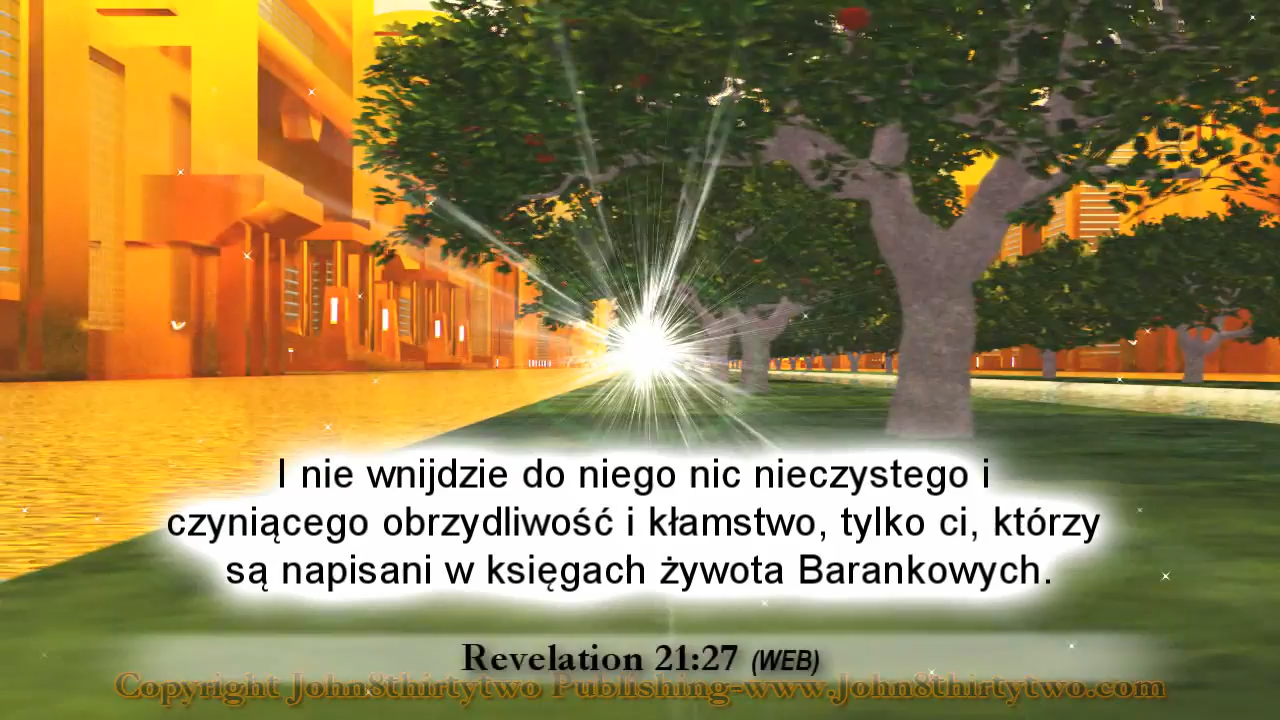 I nie wnijdzie do niego nic nieczystego i
czyniącego obrzydliwość i kłamstwo, tylko ci, którzy
są napisani w księgach żywota Barankowych.
Revelation 21:27 (WEB)
Copyright John8thirtytwo Publishing-www.John8thirtytwo.com